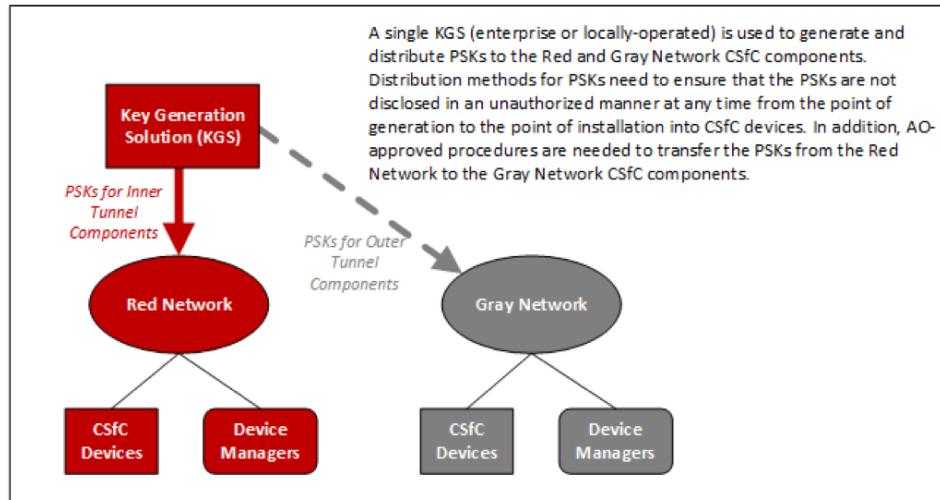 A single KGS (enterprise or locally-operated) is used to generate and
distribute PSKs to the Red and Gray Network CSfC components.
Distribution methods for PSKs need to ensure that the PSKs are not
disclosed in an unauthorized manner at any time from the point of
generation to the point of installation into CSfC devices. In addition, AO-
approved procedures are needed to transfer the PSKs from the Red
Network to the Gray Network CSfC components.
Key Generation
Solution (KGS)
PSKs for Inner
Tunnel
Components
PSKs for Outer
Tunnel
Components
Red Network
Gray Network
CSfC
Devices
Device
Managers
CSfC
Devices
Device
Managers